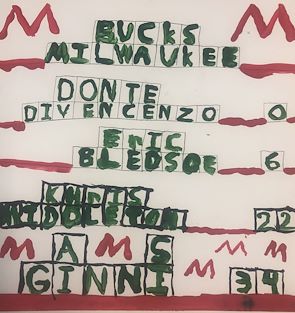 M BUCKS M
MILWAUKEE
DONTE
DIVENCENZO 0
ERIC
BLEDSOE 6
KHRIS
MIDDLETON 22
M A M S M M
GINNI M 34